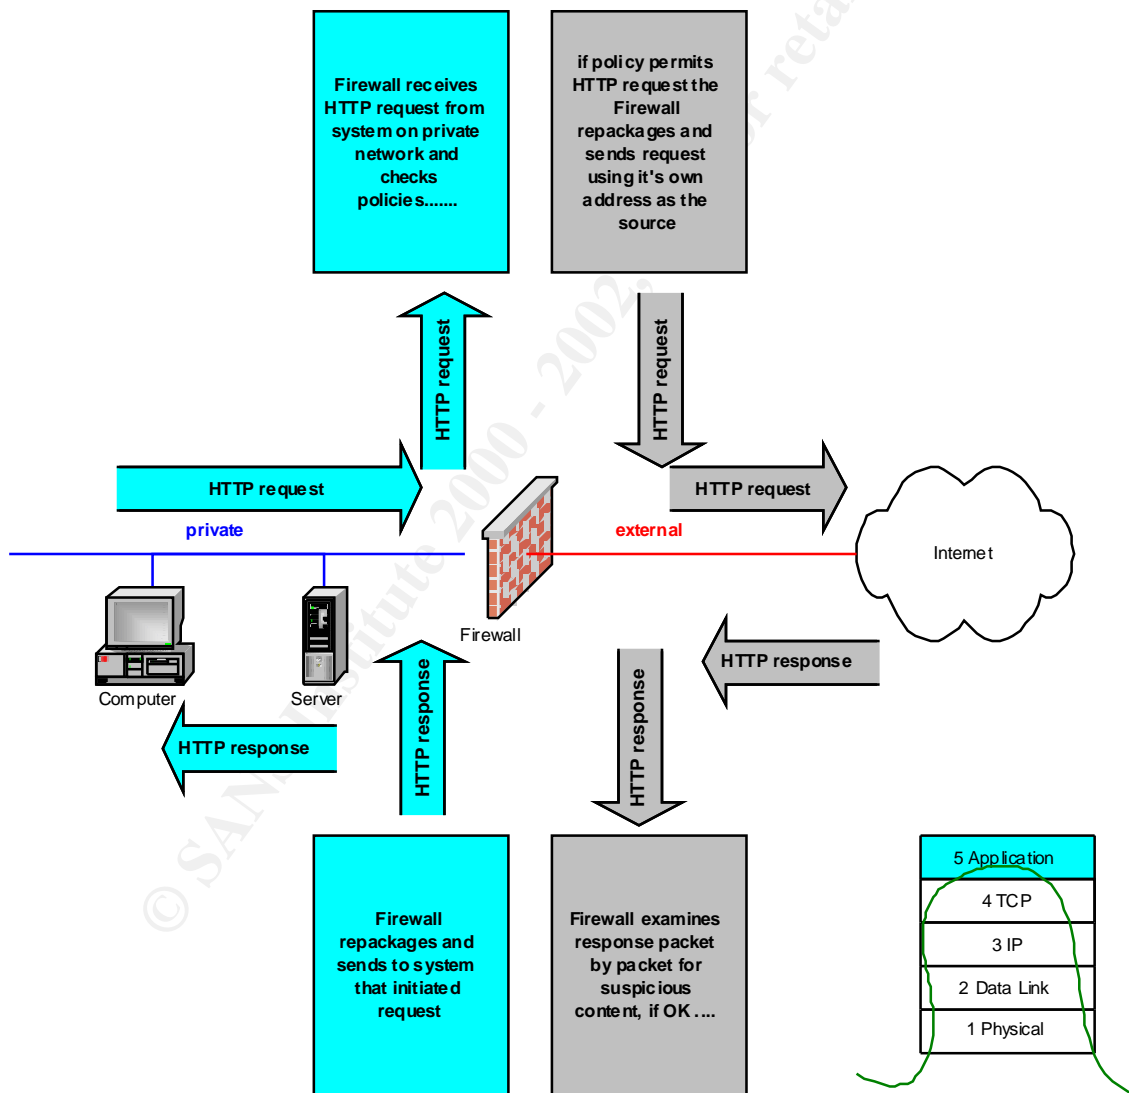 Firewall receives
HTTP request from
system on private
network and
checks
policies.......
if policy permits
HTTP request the
Firewall
repackages and
sends request
using it's own
address as the
source
HTTP request
HTTP request
HTTP request
HTTP request
private
external
Internet
Firewall
Computer
Server
HTTP response
HTTP response
HTTP response
HTTP response
Firewall
repackages and
sends to system
that initiated
request
Firewall examines
response packet
by packet for
suspicious
content, if OK ....
5 Application
4 TCP
3 IP
2 Data Link
1 Physical
© SANS Institute 2000 - 2002,